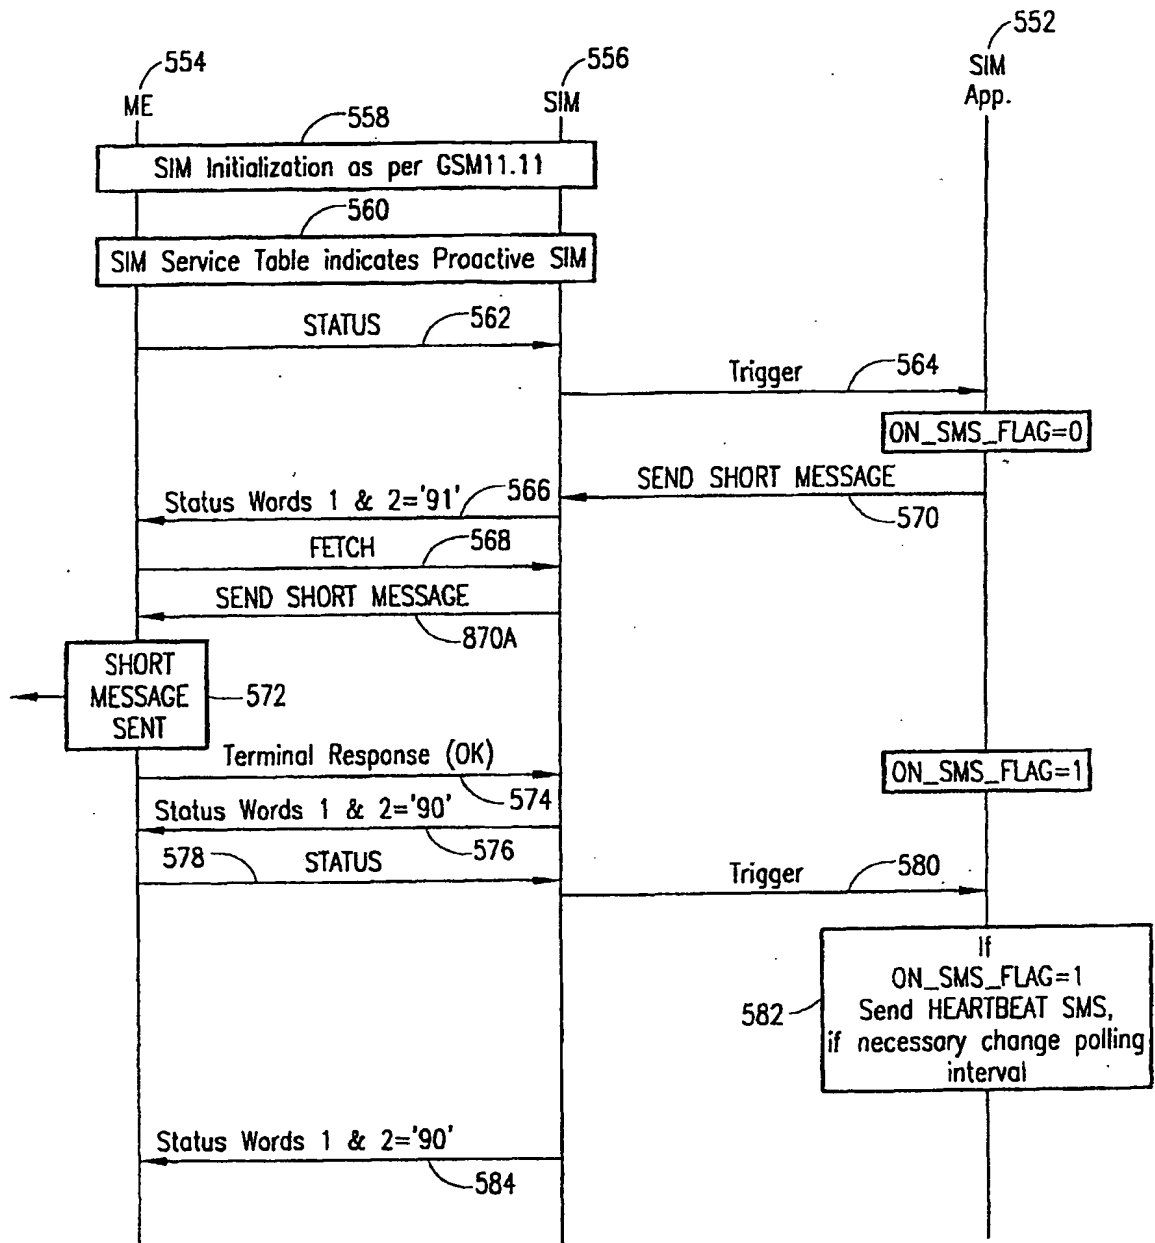 552
554
556
SIM
App.
ME
SIM
558
SIM Initialization as per GSM11.11
560
SIM Service Table indicates Proactive SIM
STATUS
562
Trigger
564
ON_SMS_FLAG=0
SEND SHORT MESSAGE
570
Status Words 1 & 2='91'
566
FETCH
568
SEND SHORT MESSAGE
870A
SHORT
MESSAGE
SENT
572
Terminal Response (OK)
574
ON_SMS_FLAG=1
Status Words 1 & 2='90'
576
578
STATUS
Trigger
580
If
ON_SMS_FLAG=1
Send HEARTBEAT SMS,
if necessary change polling
interval
582
Status Words 1 & 2='90'
584